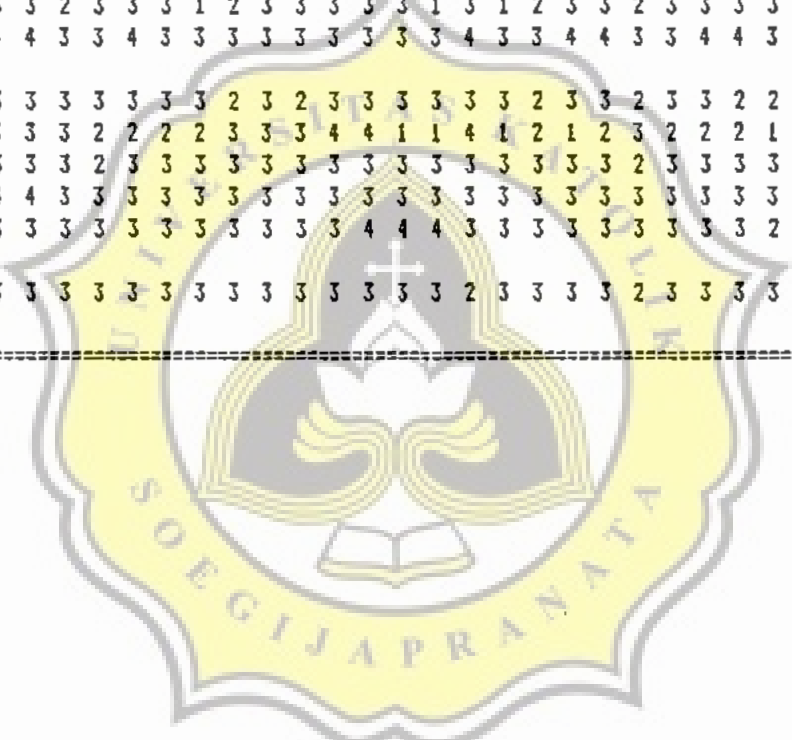 3 2 3 3 3 1 2 3 3 3 3 3 1 3 1 2 3 3 2 3 3 3 3
4 3 3 4 3 3 3 3 3 3 3 3 3 4 3 3 4 4 3 3 4 4 3
3 3 3 3 3 3 3 2 3 2 3 3 3 3 3 3 2 3 3 2 3 3 2 2
3 3 2 2 2 2 3 3 3 4 4 1 1 4 1 2 1 2 3 2 2 2 1
3 3 3 2 3 3 3 3 3 3 3 3 3 3 3 3 3 3 3 2 3 3 3 3
4 3 3 3 3 3 3 3 3 3 3 3 3 3 3 3 3 3 3 3 3 3 3
3 3 3 3 3 3 3 3 3 3 3 4 4 4 3 3 3 3 3 3 3 3 3 2
3 3 3 3 3 3 3 3 3 3 3 3 3 2 3 3 3 3 2 3 3 3 3
UNIVERSITAS KATOLIK
SOEGIJAPRANATA